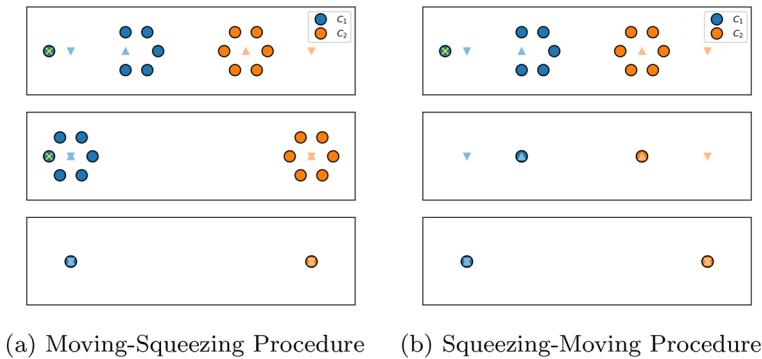 C₁
C₂
C₁
C₂
(a) Moving-Squeezing Procedure
(b) Squeezing-Moving Procedure